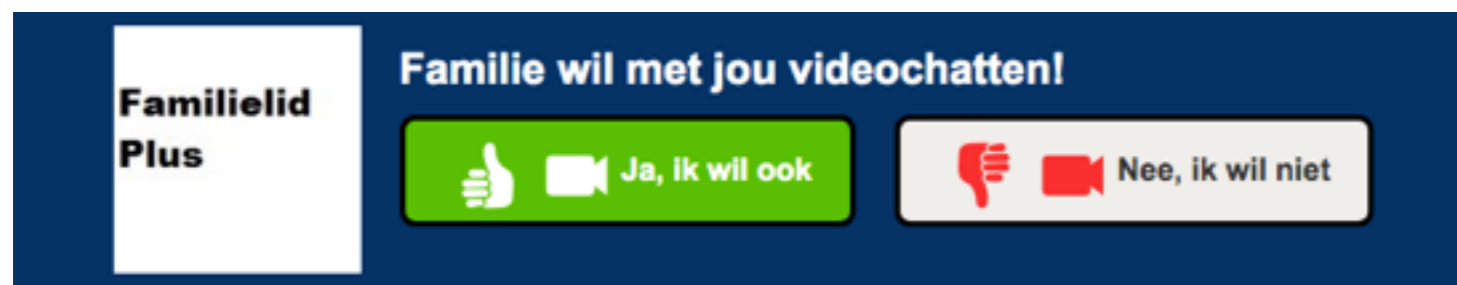 Familielid
Plus
Familie wil met jou videochatten!
Ja, ik wil ook
Nee, ik wil niet